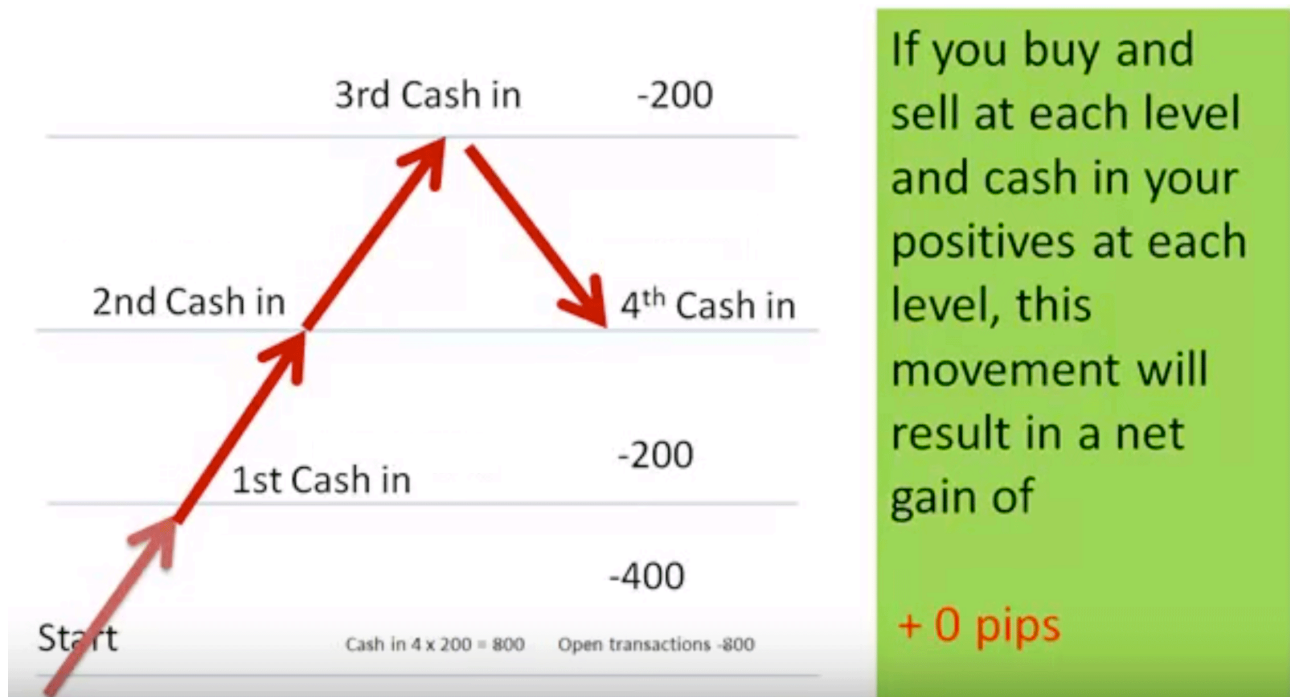 3rd Cash in
-200
2nd Cash in
4th Cash in
1st Cash in
-200
-400
Start
Cash in 4 x 200 = 800
Open transactions -800
If you buy and
sell at each level
and cash in your
positives at each
level, this
movement will
result in a net
gain of
+ 0 pips